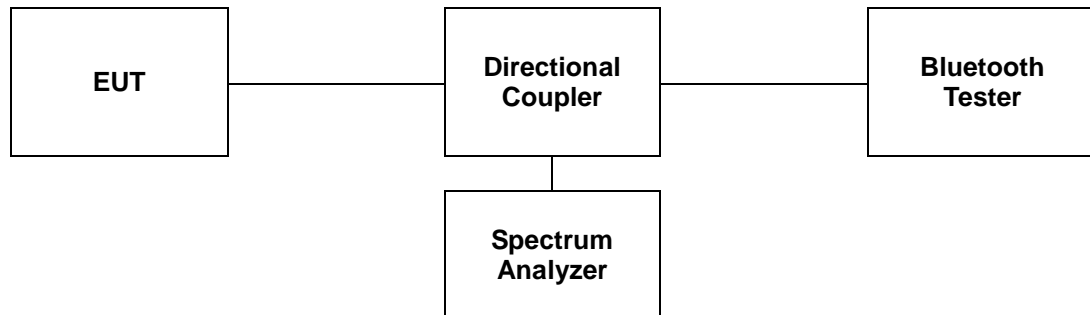 EUT
Directional
Coupler
Bluetooth
Tester
Spectrum
Analyzer